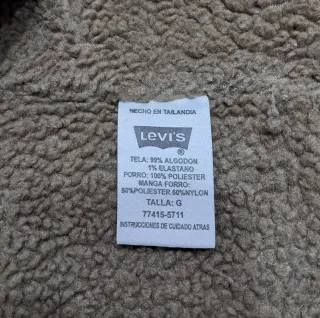 HECHO EN TAILANDIA
LEVI'S
®
TELA: 99% ALGODON
1% ELASTANO
PORRO: 100% POLIESTER
MANGA FORRO:
50%POLIESTER 50%NYLON
TALLA: G
77415-5711
INSTRUCCIONES DE CUIDADO ATRAS